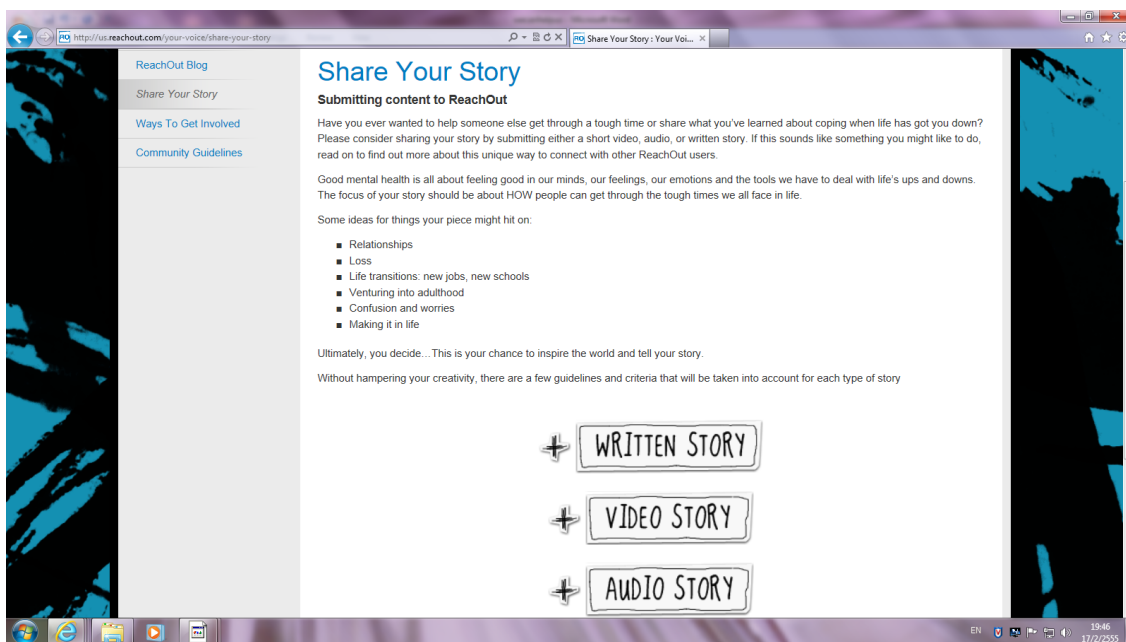 http://us.reachout.com/your-voice/share-your-story
Share Your Story : Your Voi...
ReachOut Blog
Share Your Story
Ways To Get Involved
Community Guidelines
Share Your Story
Submitting content to ReachOut
Have you ever wanted to help someone else get through a tough time or share what you've learned about coping when life has got you down?
Please consider sharing your story by submitting either a short video, audio, or written story. If this sounds like something you might like to do,
read on to find out more about this unique way to connect with other ReachOut users.
Good mental health is all about feeling good in our minds, our feelings, our emotions and the tools we have to deal with life's ups and downs.
The focus of your story should be about HOW people can get through the tough times we all face in life.
Some ideas for things your piece might hit on:
Relationships
Loss
Life transitions: new jobs, new schools
Venturing into adulthood
Confusion and worries
Making it in life
Ultimately, you decide…This is your chance to inspire the world and tell your story.
Without hampering your creativity, there are a few guidelines and criteria that will be taken into account for each type of story
WRITTEN STORY
VIDEO STORY
AUDIO STORY
EN
19:46
17/2/2555